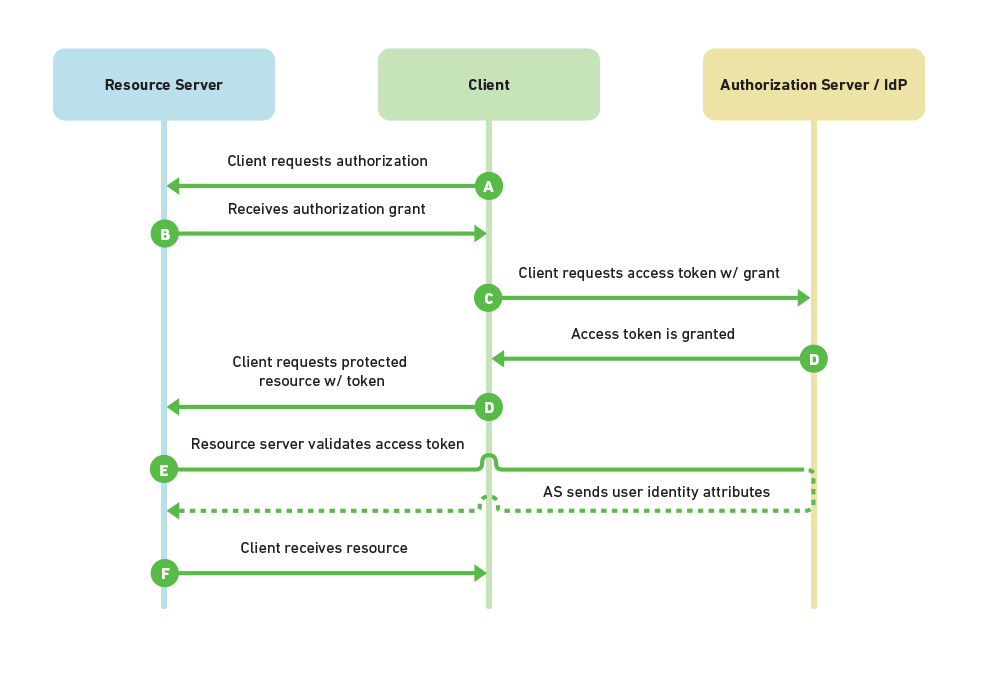 Resource Server
Client
Authorization Server / IdP
Client requests authorization
A
Receives authorization grant
B
Client requests access token w/ grant
C
Access token is granted
D
Client requests protected
resource w/ token
D
Resource server validates access token
E
AS sends user identity attributes
Client receives resource
F